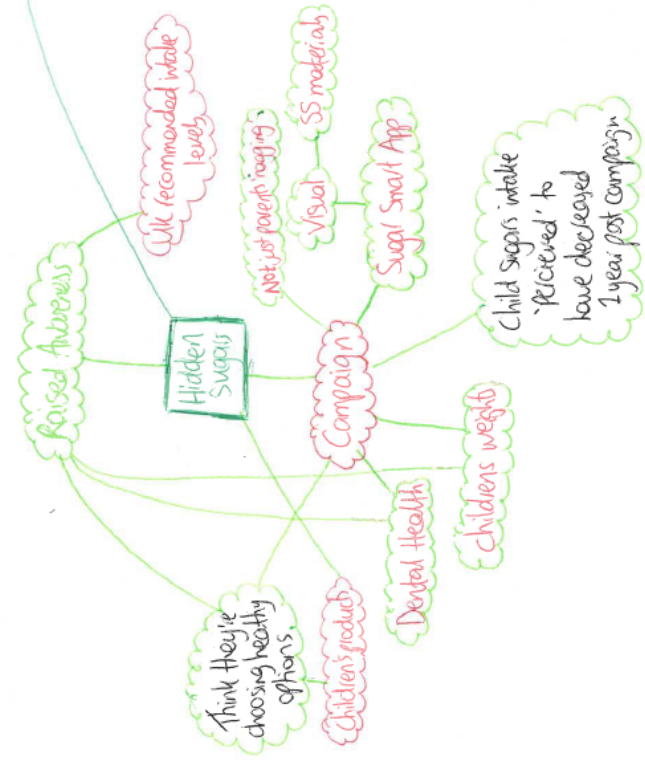 Raised Awareness
UK recommended intake
levels
Hidden
Sugars
Not just parents nagging
Visual
SS materials
Sugar Smart App
Campaign
Child sugars intake
'percieved' to
have decreased
1 year post campaign
childrens weight
Dental Health
Think they're
choosing healthy
options
Children's products